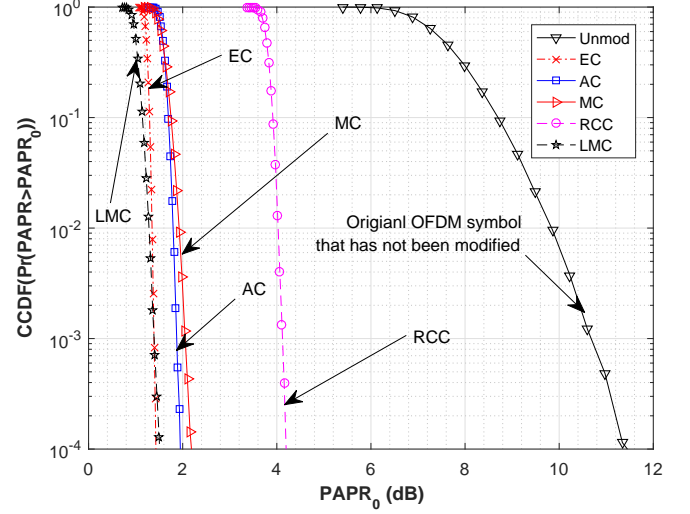 CCDF(Pr(PAPR>PAPR₀))
10⁰
10⁻¹
10⁻²
10⁻³
10⁻⁴
0
2
4
6
8
10
12
PAPR₀ (dB)
Unmod
EC
AC
MC
RCC
LMC
EC
MC
LMC
AC
RCC
Origianl OFDM symbol
that has not been modified